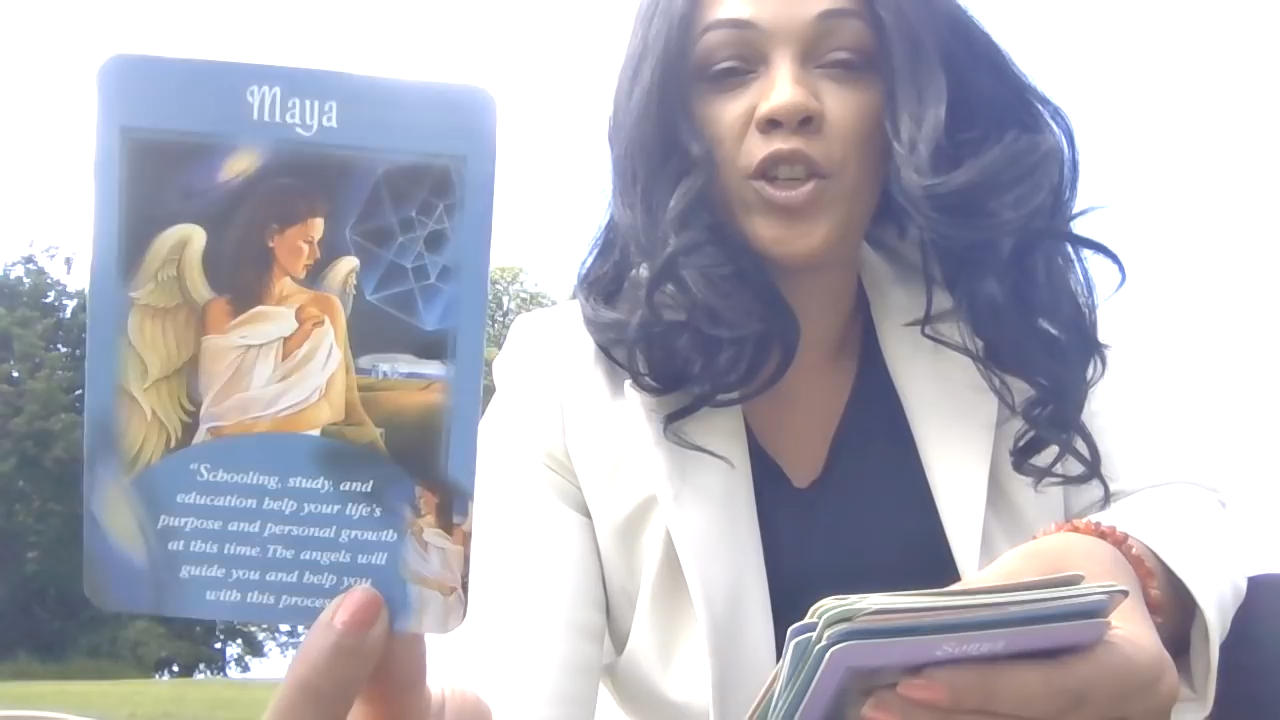 Maya
"Schooling, study, and
education help your life's
purpose and personal growth
at this time. The angels will
guide you and help you
with this process
Sonya